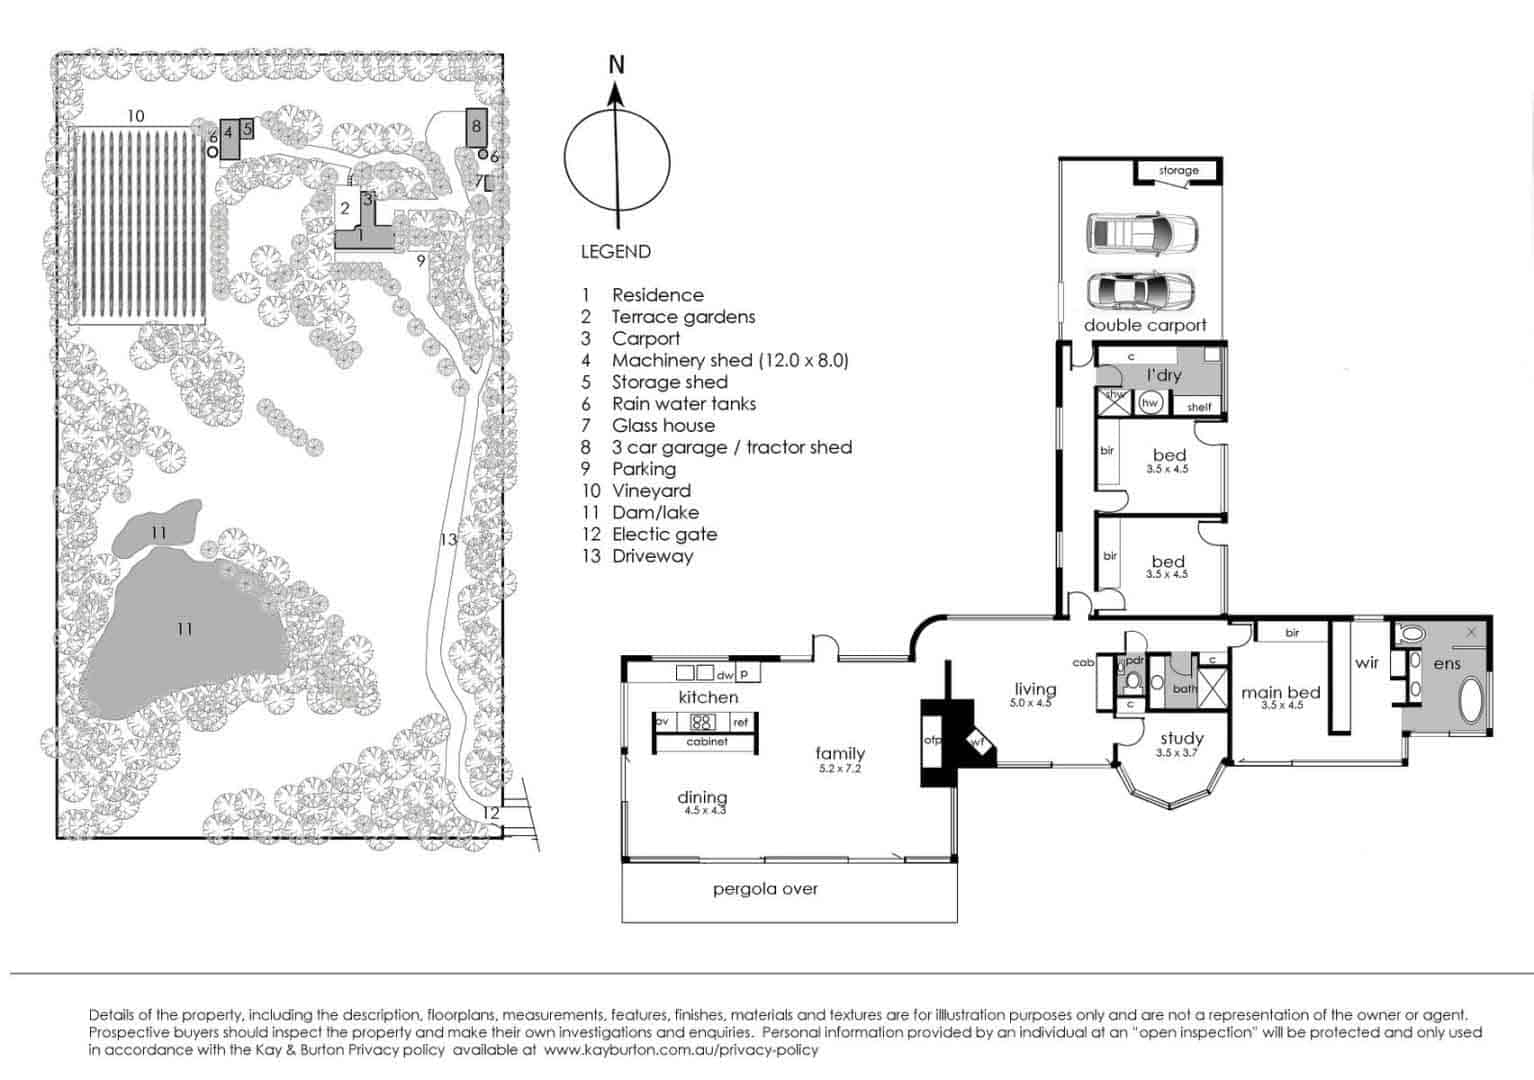 10
6
4
5
8
6
7
3
2
1
9
13
11
11
12
N
LEGEND
1 Residence
2 Terrace gardens
3 Carport
4 Machinery shed (12.0 x 8.0)
5 Storage shed
6 Rain water tanks
7 Glass house
8 3 car garage / tractor shed
9 Parking
10 Vineyard
11 Dam/lake
12 Electic gate
13 Driveway
storage
double carport
c
l'dry
shw
hw
shelf
bir
bed
3.5 x 4.5
bir
bed
3.5 x 4.5
bir
wir
ens
main bed
3.5 x 4.5
cab
pdr
c
bath
c
living
5.0 x 4.5
study
3.5 x 3.7
wf
ofp
dw
p
kitchen
ov
ref
cabinet
family
5.2 x 7.2
dining
4.5 x 4.3
pergola over
Details of the property, including the description, floorplans, measurements, features, finishes, materials and textures are for illlustration purposes only and are not a representation of the owner or agent.
Prospective buyers should inspect the property and make their own investigations and enquiries. Personal information provided by an individual at an "open inspection" will be protected and only used
in accordance with the Kay & Burton Privacy policy available at www.kayburton.com.au/privacy-policy